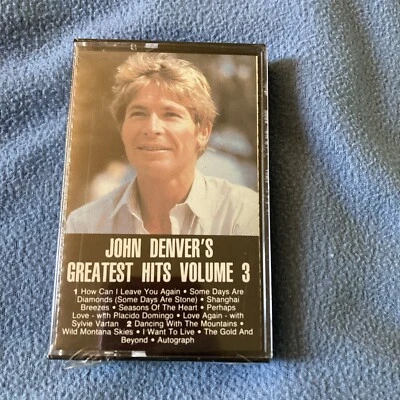 JOHN DENVER'S
GREATEST HITS VOLUME 3
1 How Can I Leave You Again • Some Days Are
Diamonds (Some Days Are Stone) • Shanghai
Breezes • Seasons Of The Heart • Perhaps
Love - with Placido Domingo • Love Again - with
Sylvie Vartan • 2 Dancing With The Mountains •
Wild Montana Skies • I Want To Live • The Gold And
Beyond • Autograph